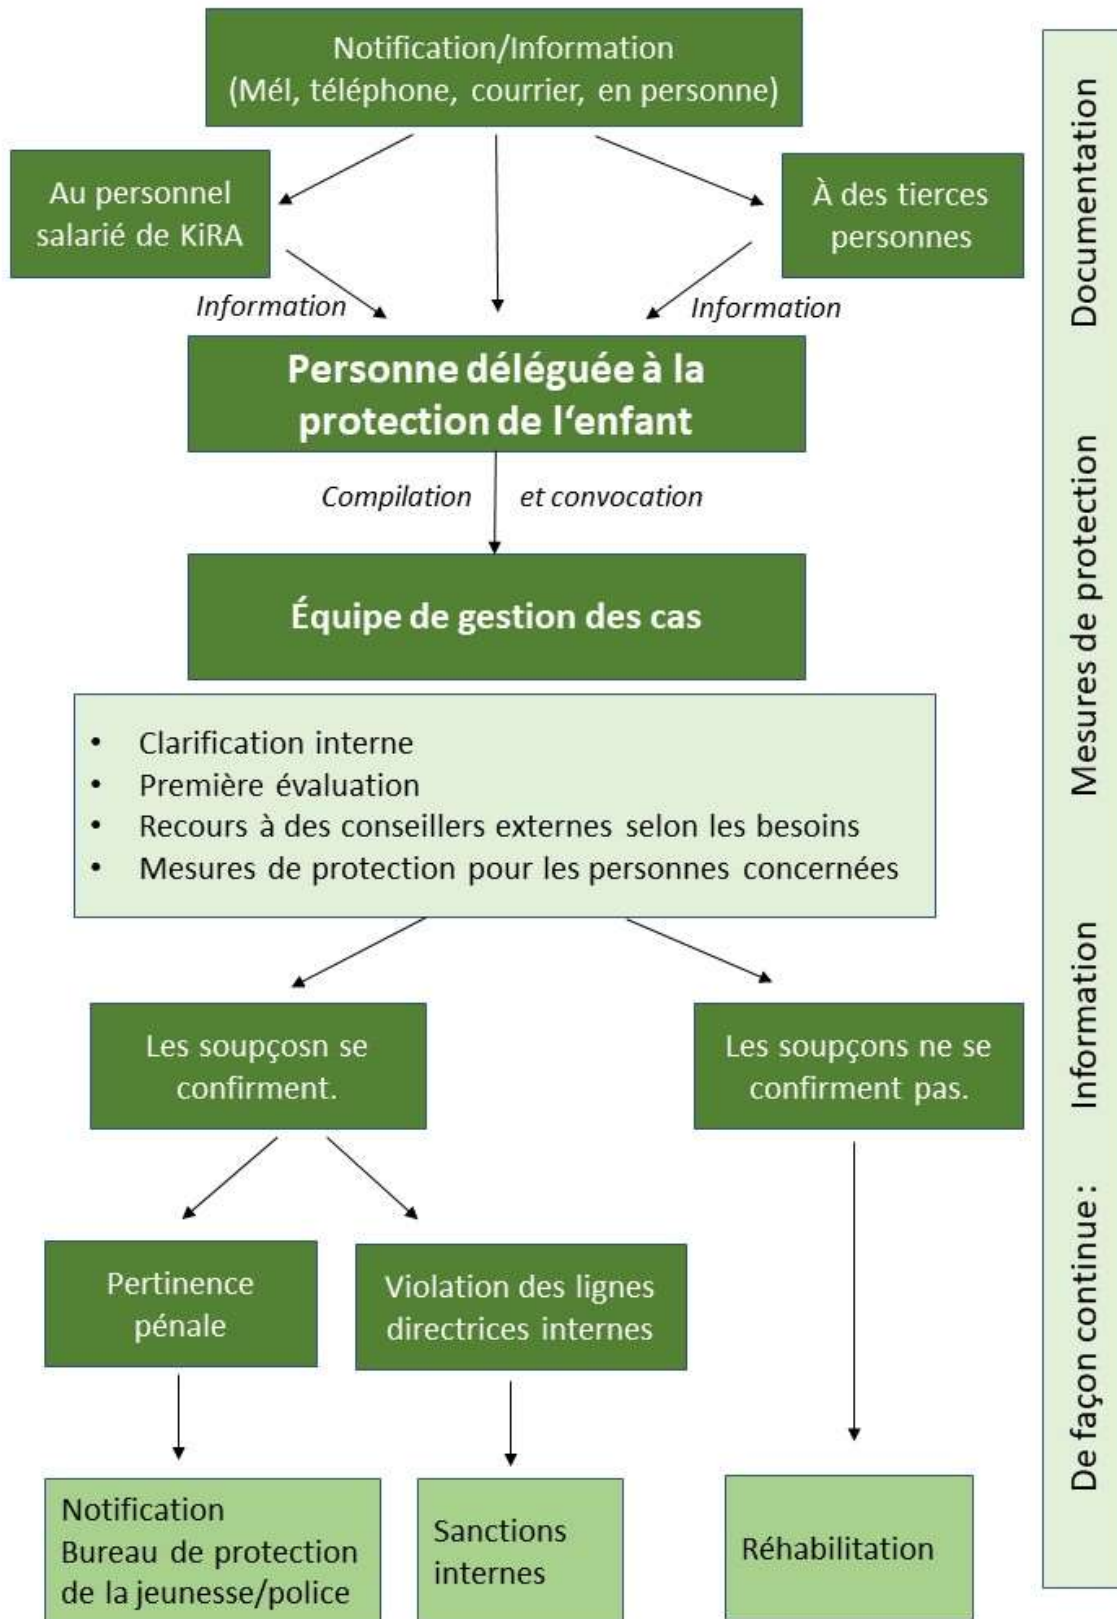 Notification/Information
(Mél, téléphone, courrier, en personne)
Au personnel
salarié de KiRA
À des tierces
personnes
Information
Information
Personne déléguée à la
protection de l‘enfant
Compilation et convocation
Équipe de gestion des cas
• Clarification interne
• Première évaluation
• Recours à des conseillers externes selon les besoins
• Mesures de protection pour les personnes concernées
Les soupçosn se
confirment.
Les soupçons ne se
confirment pas.
Pertinence
pénale
Violation des lignes
directrices internes
Notification
Bureau de protection
de la jeunesse/police
Sanctions
internes
Réhabilitation
De façon continue : Information Mesures de protection Documentation